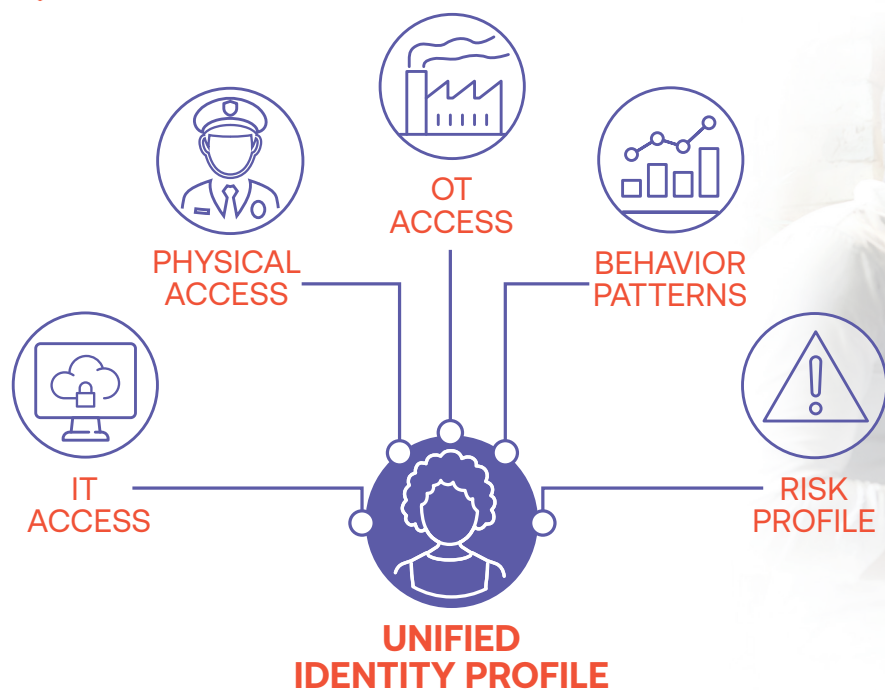 OT
ACCESS
PHYSICAL
ACCESS
BEHAVIOR
PATTERNS
IT
ACCESS
RISK
PROFILE
UNIFIED
IDENTITY PROFILE